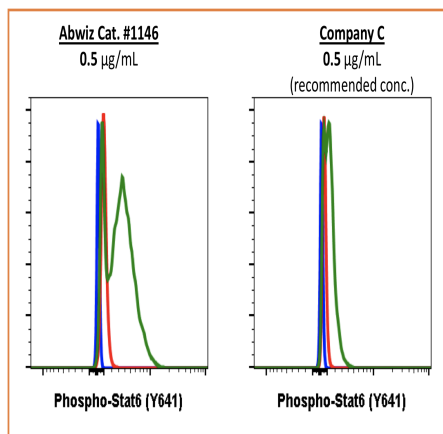 Abwiz Cat. #1146
0.5 µg/mL
Company C
0.5 µg/mL
(recommended conc.)
Phospho-Stat6 (Y641)
Phospho-Stat6 (Y641)